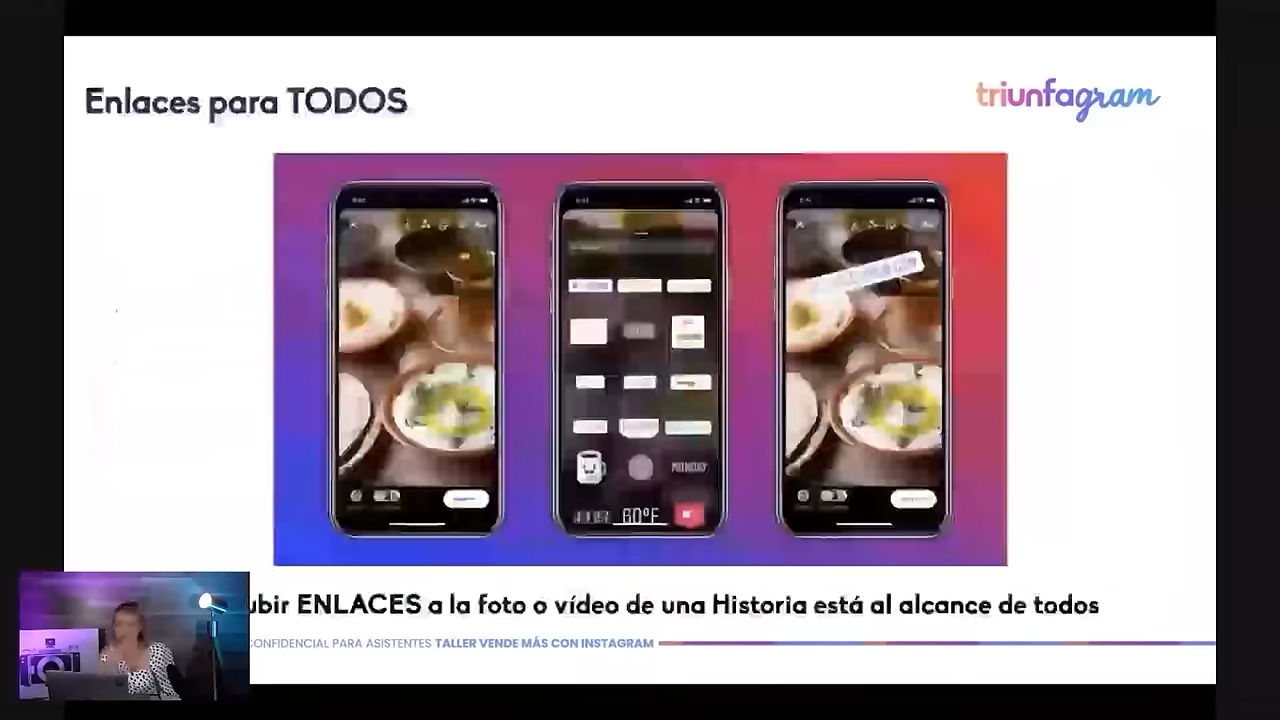 Enlaces para TODOS
triunfagram
60°F
ubir ENLACES a la foto o vídeo de una Historia está al alcance de todos
CONFIDENCIAL PARA ASISTENTES TALLER VENDE MÁS CON INSTAGRAM